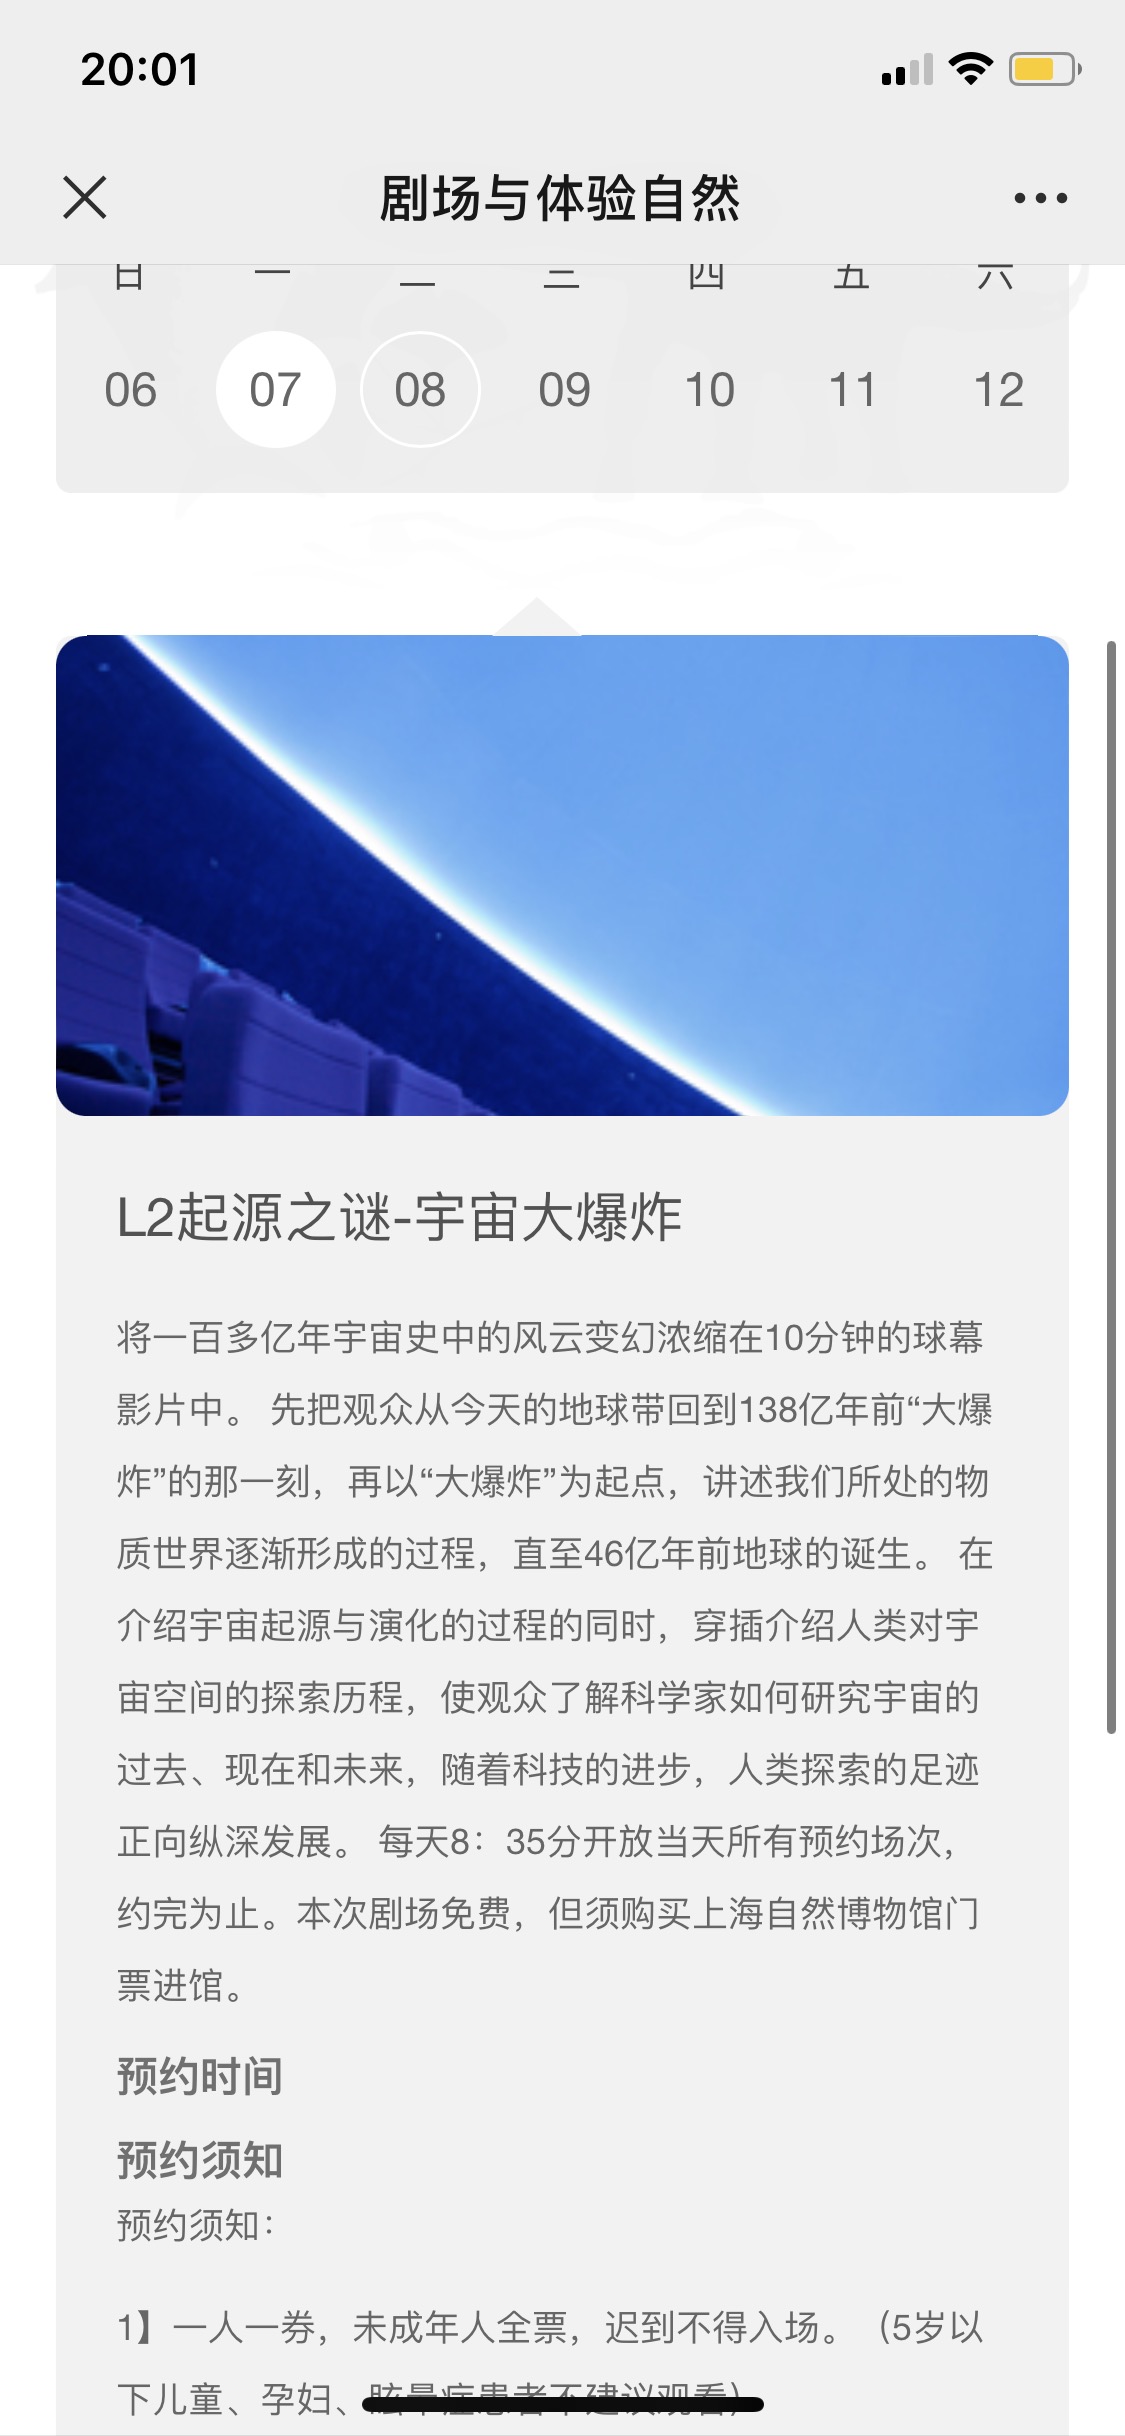 20:01
剧场与体验自然
日 一 二 三 四 五 六
06 07 08 09 10 11 12
L2起源之谜-宇宙大爆炸
将一百多亿年宇宙史中的风云变幻浓缩在10分钟的球幕
影片中。 先把观众从今天的地球带回到138亿年前“大爆
炸”的那一刻，再以“大爆炸”为起点，讲述我们所处的物
质世界逐渐形成的过程，直至46亿年前地球的诞生。 在
介绍宇宙起源与演化的过程的同时，穿插介绍人类对宇
宙空间的探索历程，使观众了解科学家如何研究宇宙的
过去、现在和未来，随着科技的进步，人类探索的足迹
正向纵深发展。 每天8：35分开放当天所有预约场次，
约完为止。本次剧场免费，但须购买上海自然博物馆门
票进馆。
预约时间
预约须知
预约须知：
1】一人一券，未成年人全票，迟到不得入场。（5岁以
下儿童、孕妇、眩晕症患者不建议观看）